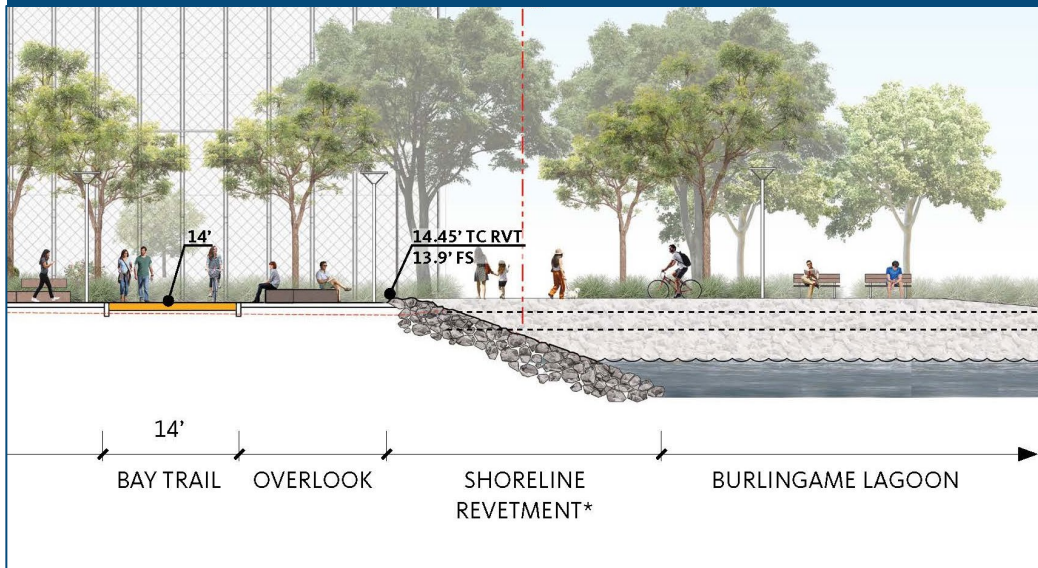 14'
14.45' TC RVT
13.9' FS
14'
BAY TRAIL
OVERLOOK
SHORELINE
REVETMENT*
BURLINGAME LAGOON